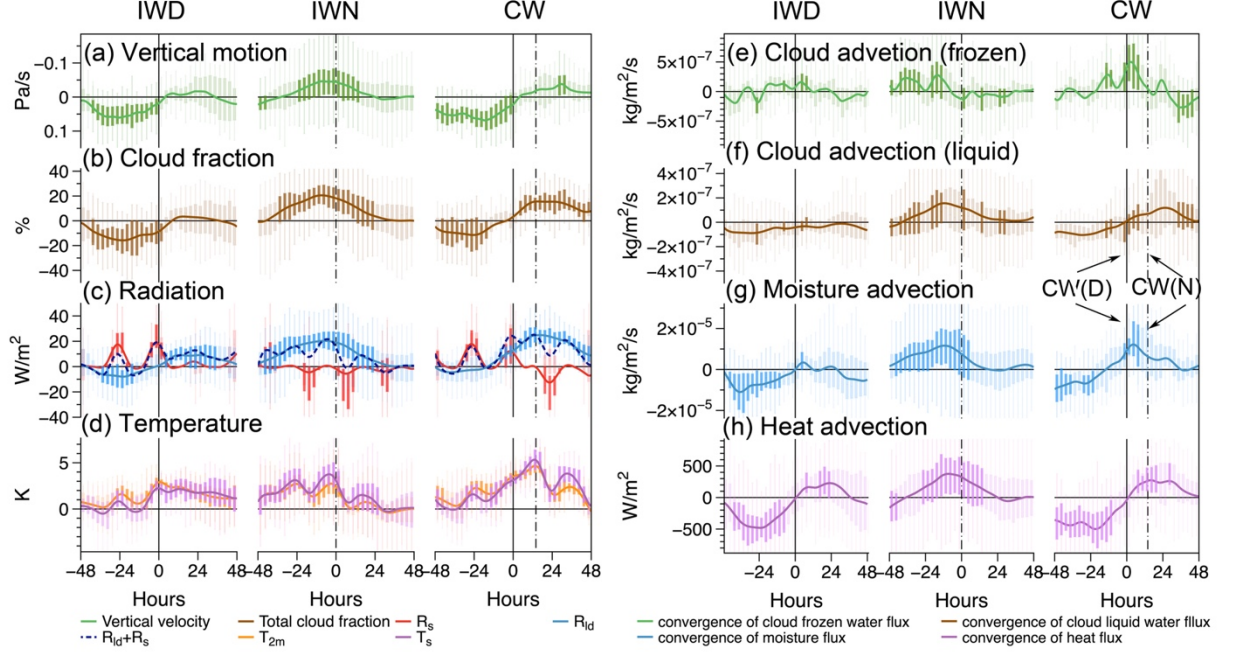 IWD IWN CW IWD IWN CW
(a) Vertical motion
−0.1
0
0.1
Pa/s
(b) Cloud fraction
40
20
0
−20
−40
%
(c) Radiation
40
20
0
−20
−40
W/m²
(d) Temperature
5
0
K
−48 −24 0 24 48−48 −24 0 24 48−48 −24 0 24 48
Hours Hours Hours
Vertical velocity Total cloud fraction Rs Rld
Rld+Rs T2m Ts
(e) Cloud advetion (frozen)
5×10⁻⁷
0
−5×10⁻⁷
kg/m²/s
(f) Cloud advection (liquid)
4×10⁻⁷
2×10⁻⁷
0
−2×10⁻⁷
−4×10⁻⁷
kg/m²/s
CW'(D) CW(N)
(g) Moisture advection
2×10⁻⁵
0
−2×10⁻⁵
kg/m²/s
(h) Heat advection
500
0
−500
W/m²
−24 0 24 48−48 −24 0 24 48−48 −24 0 24 48
Hours Hours Hours
convergence of cloud frozen water flux convergence of cloud liquid water fllux
convergence of moisture flux convergence of heat flux